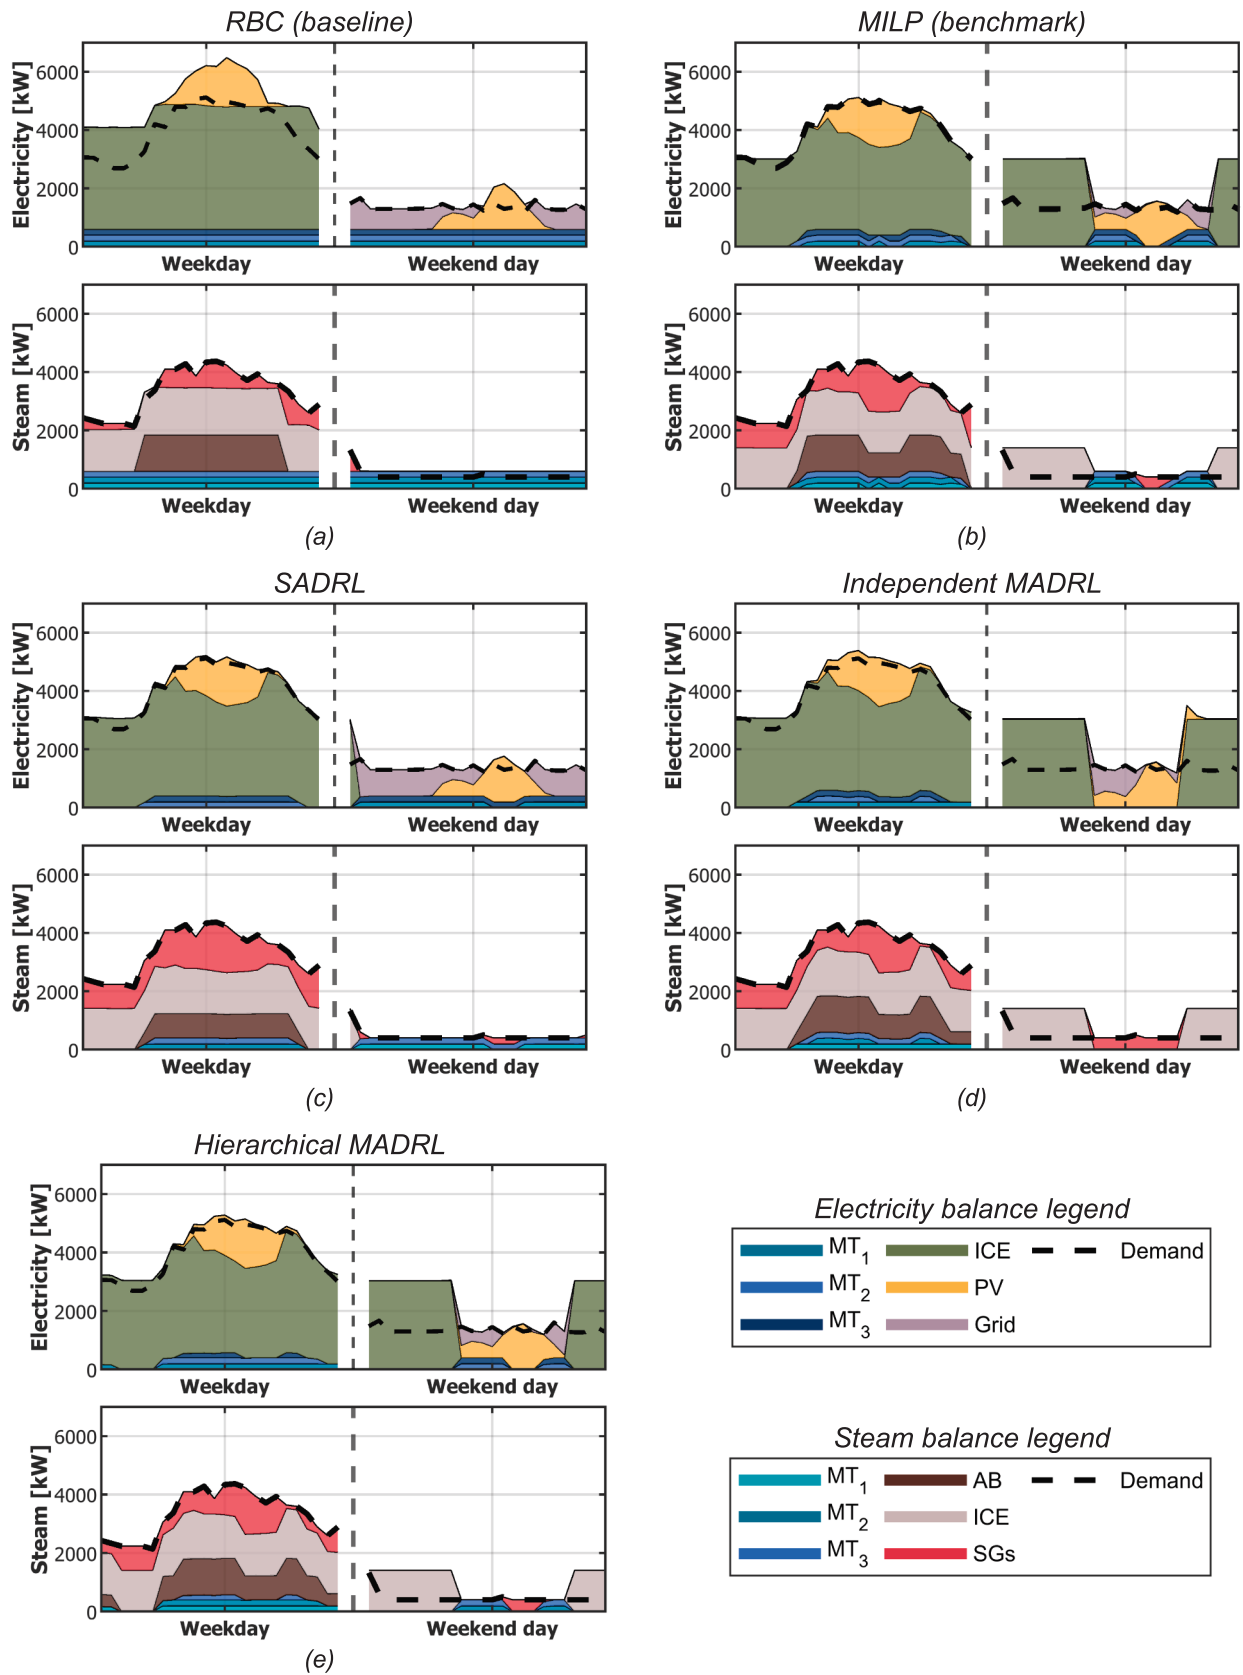 RBC (baseline)
Electricity [kW]
6000
4000
2000
0
Weekday
Weekend day
Steam [kW]
6000
4000
2000
0
Weekday
Weekend day
(a)
MILP (benchmark)
Electricity [kW]
6000
4000
2000
0
Weekday
Weekend day
Steam [kW]
6000
4000
2000
0
Weekday
Weekend day
(b)
SADRL
Electricity [kW]
6000
4000
2000
0
Weekday
Weekend day
Steam [kW]
6000
4000
2000
0
Weekday
Weekend day
(c)
Independent MADRL
Electricity [kW]
6000
4000
2000
0
Weekday
Weekend day
Steam [kW]
6000
4000
2000
0
Weekday
Weekend day
(d)
Hierarchical MADRL
Electricity [kW]
6000
4000
2000
0
Weekday
Weekend day
Steam [kW]
6000
4000
2000
0
Weekday
Weekend day
(e)
Electricity balance legend
MT1 ICE Demand
MT2 PV
MT3 Grid
Steam balance legend
MT1 AB Demand
MT2 ICE
MT3 SGs